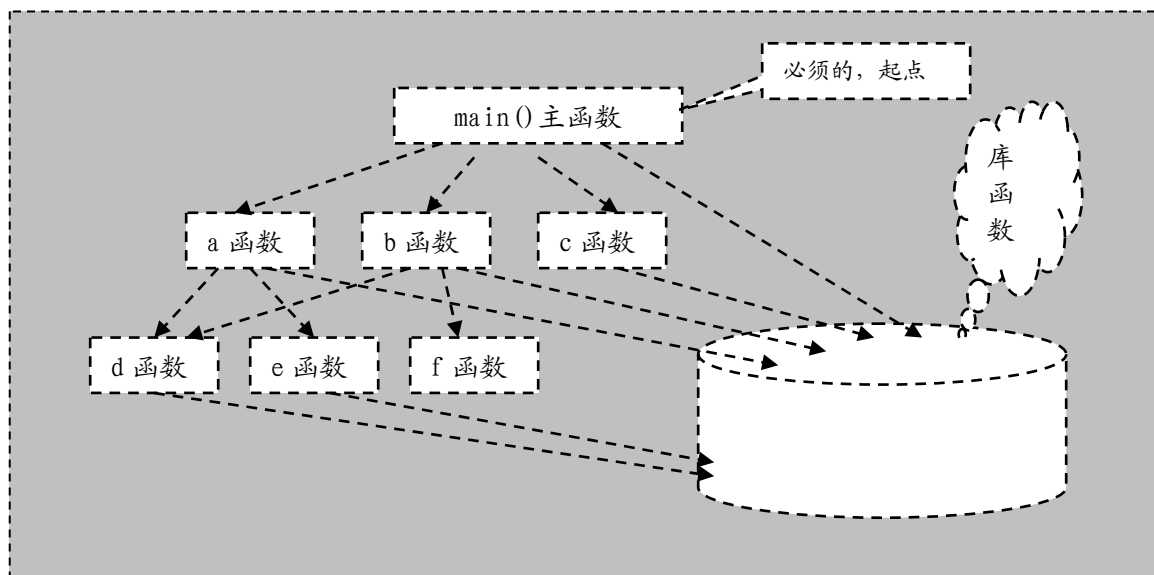 必须的，起点
main()主函数
库
函
数
a 函数
b 函数
c 函数
d 函数
e 函数
f 函数